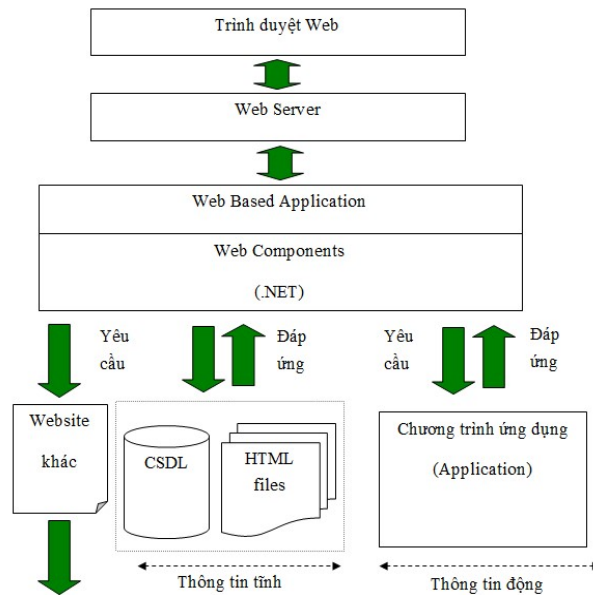 Trình duyệt Web
Web Server
Web Based Application
Web Components
(.NET)
Yêu
cầu
Đáp
ứng
Yêu
cầu
Đáp
ứng
Website
khác
CSDL
HTML
files
Chương trình ứng dụng
(Application)
Thông tin tĩnh
Thông tin động